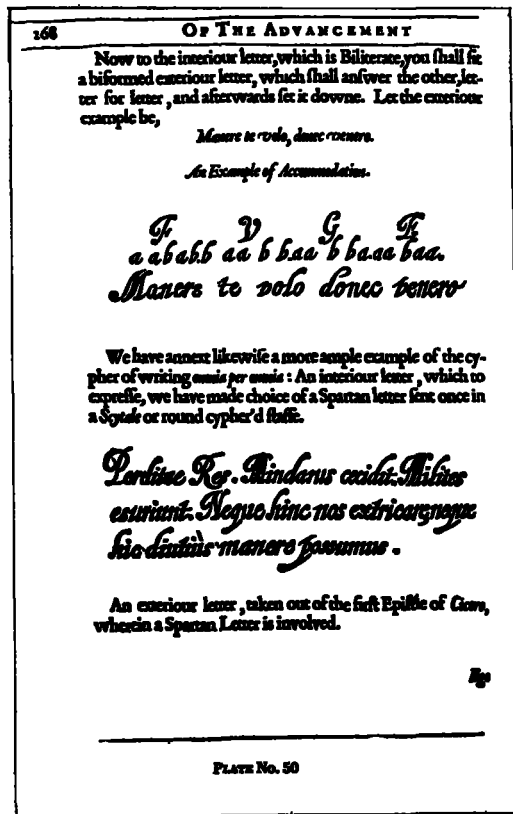 168 OF THE ADVANCEMENT
Now to the interiour letter, which is Biliterate, you ſhall fit
a biformed exteriour letter, which ſhall anſwer the other, let-
ter for letter, and afterwards ſet it downe. Let the exteriour
example be,
Manere te volo, donec venero.
An Example of Accommodation.
F V G E
a abab.b aa b b.aa b ba.aa baa.
Manere te volo donec venero
We have annext likewiſe a more ample example of the cy-
pher of writing omnia per omnia : An interiour letter, which to
expreſſe, we have made choice of a Spartan letter ſent once in
a Scytale or round cypher'd ſtaffe.
Perditae Res. Mindarus cecidit. Milites
esuriunt. Neque hinc nos extricare, neque
hic diutiùs manere possumus.
An exteriour letter, taken out of the firſt Epiſtle of Cicero,
wherein a Spartan Letter is involved.
Ego
PLATE NO. 50